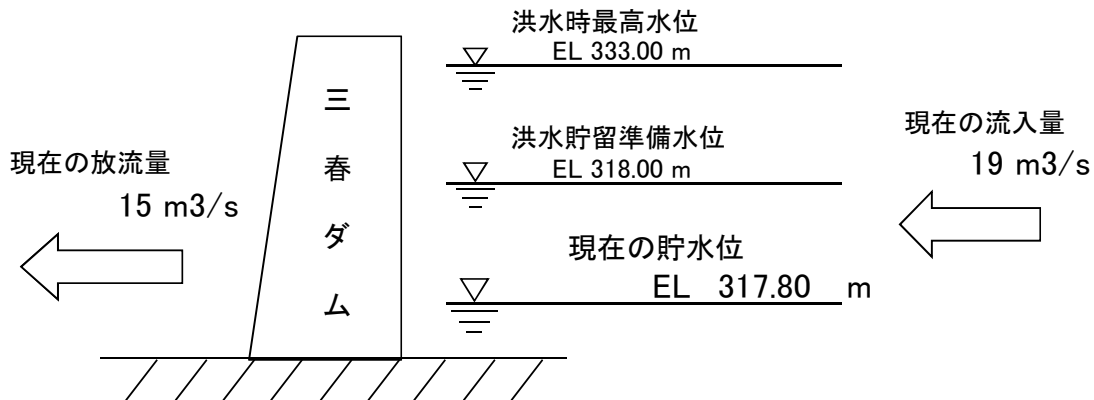 洪水時最高水位
EL 333.00 m
三春ダム
洪水貯留準備水位
EL 318.00 m
現在の流入量
19 m3/s
現在の放流量
15 m3/s
現在の貯水位
EL 317.80 m